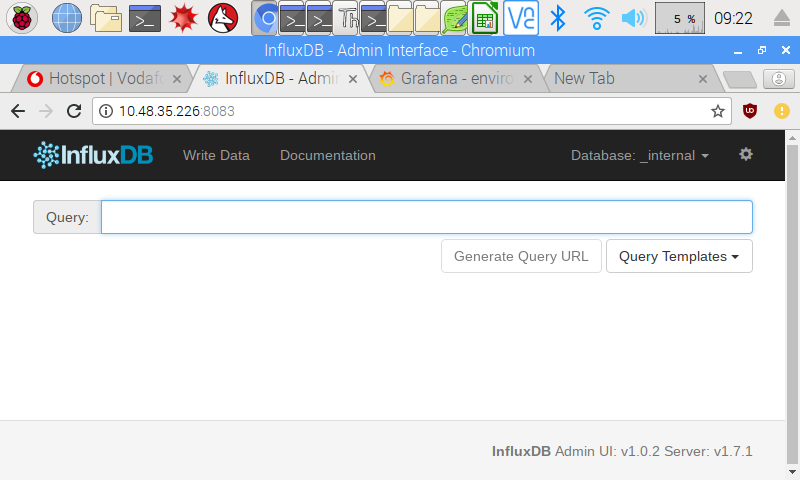 5 %
09:22
InfluxDB - Admin Interface - Chromium
Hotspot | Vodafo
InfluxDB - Admin
Grafana - enviro
New Tab
10.48.35.226:8083
InfluxDB
Write Data
Documentation
Database: _internal
Query:
Generate Query URL
Query Templates
InfluxDB Admin UI: v1.0.2 Server: v1.7.1